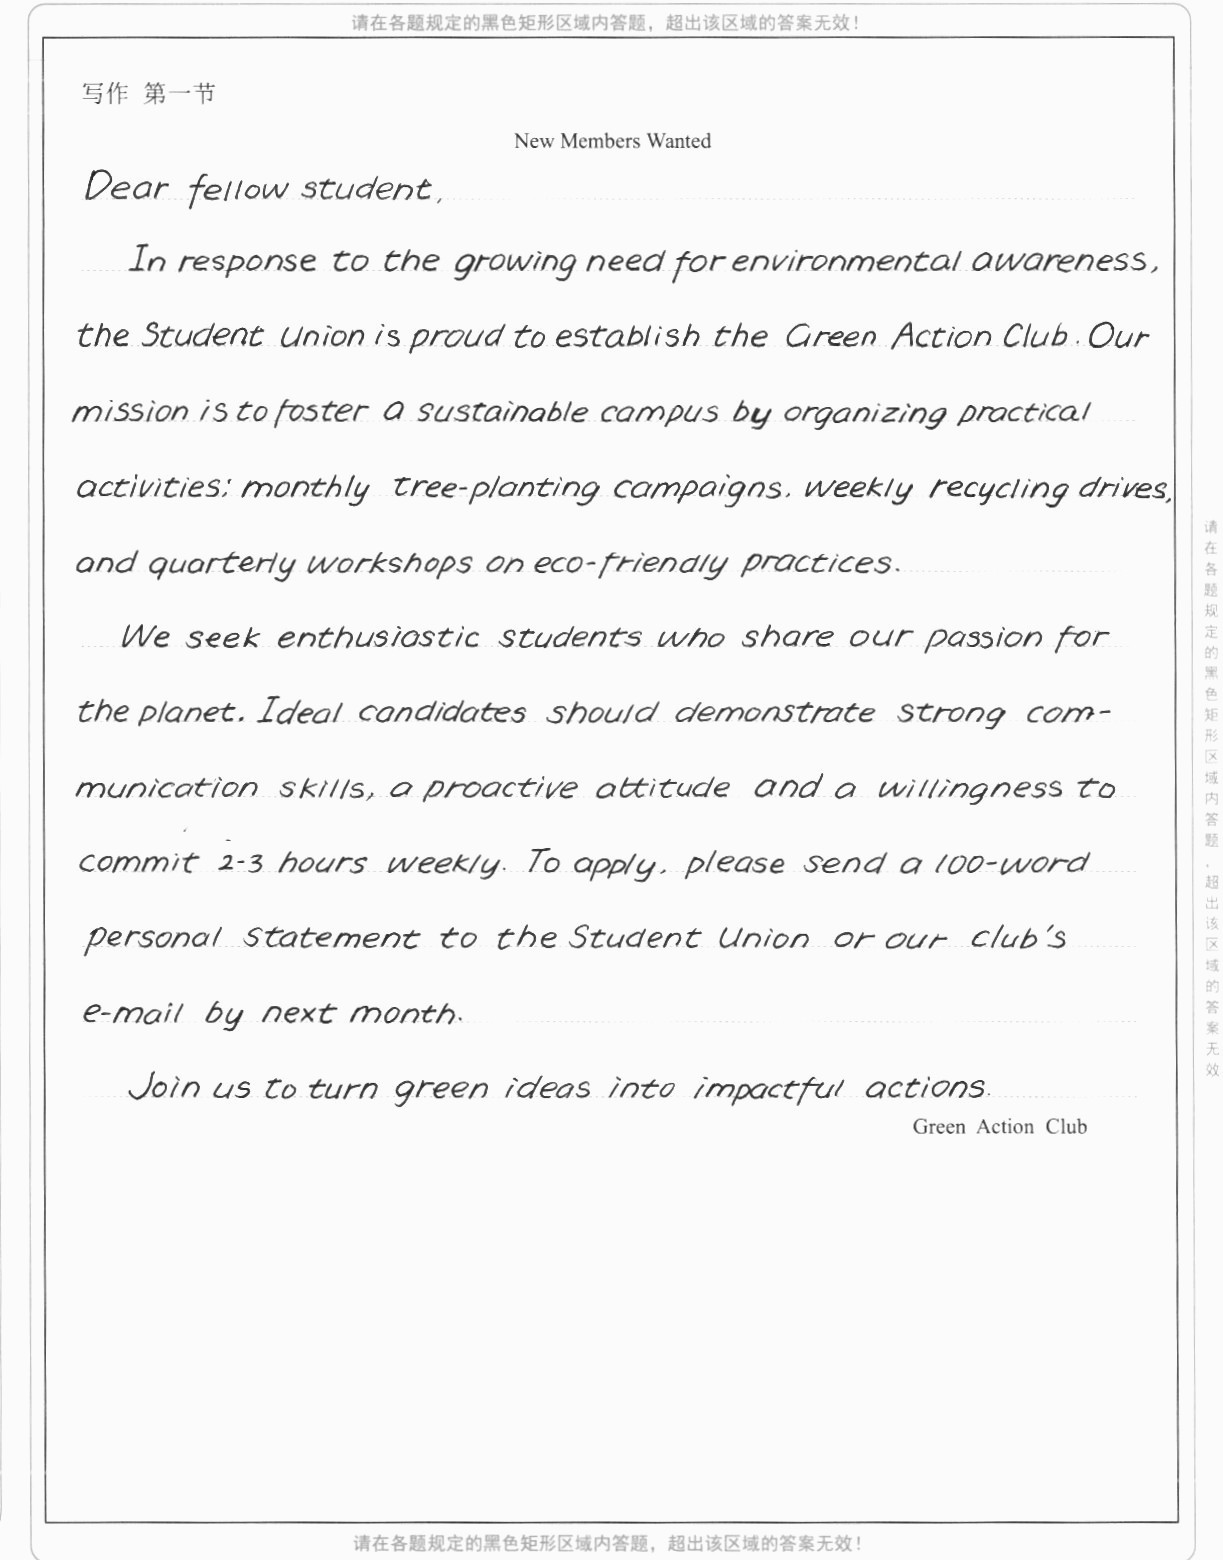 请在各题规定的黑色矩形区域内答题，超出该区域的答案无效！
写作 第一节
New Members Wanted
Dear fellow student,
In response to the growing need for environmental awareness,
the Student Union is proud to establish the Green Action Club. Our
mission is to foster a sustainable campus by organizing practical
activities: monthly tree-planting campaigns, weekly recycling drives,
and quarterly workshops on eco-friendly practices.
We seek enthusiastic students who share our passion for
the planet. Ideal candidates should demonstrate strong com-
munication skills, a proactive attitude and a willingness to
commit 2-3 hours weekly. To apply, please send a 100-word
personal statement to the Student Union or our club's
e-mail by next month.
Join us to turn green ideas into impactful actions.
Green Action Club
请在各题规定的黑色矩形区域内答题，超出该区域的答案无效！
请在各题规定的黑色矩形区域内答题，超出该区域的答案无效